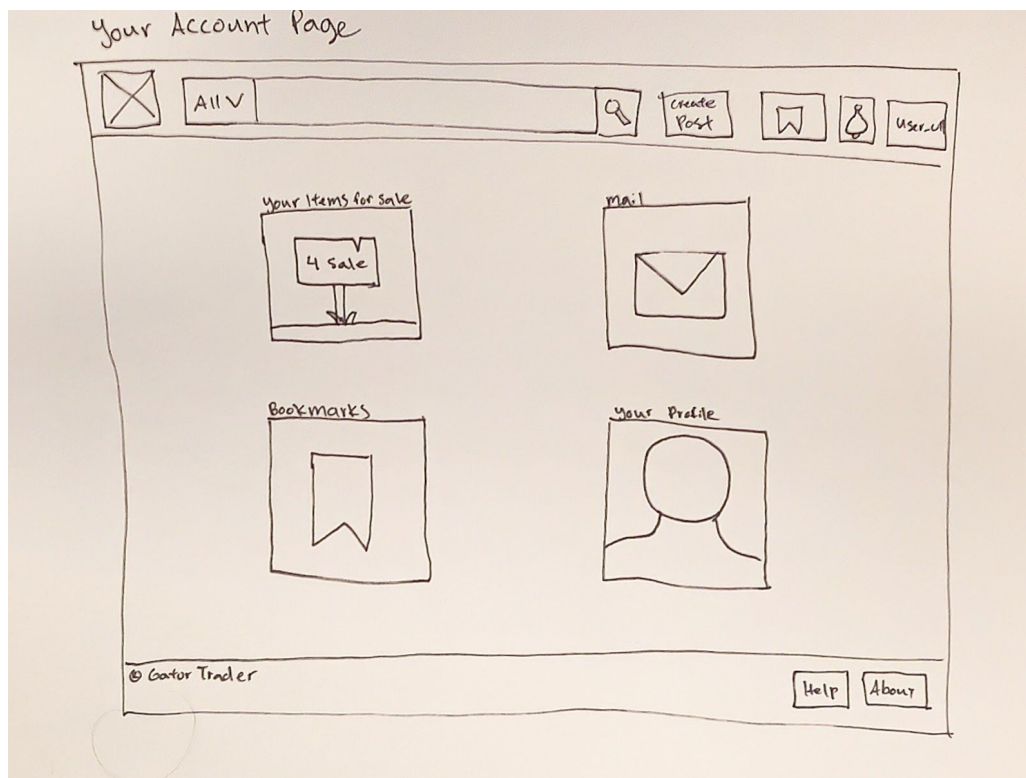 Your Account Page
All V
Create
Post
Your Items for sale
mail
4 Sale
Bookmarks
Your Profile
© Gator Trader
Help
About